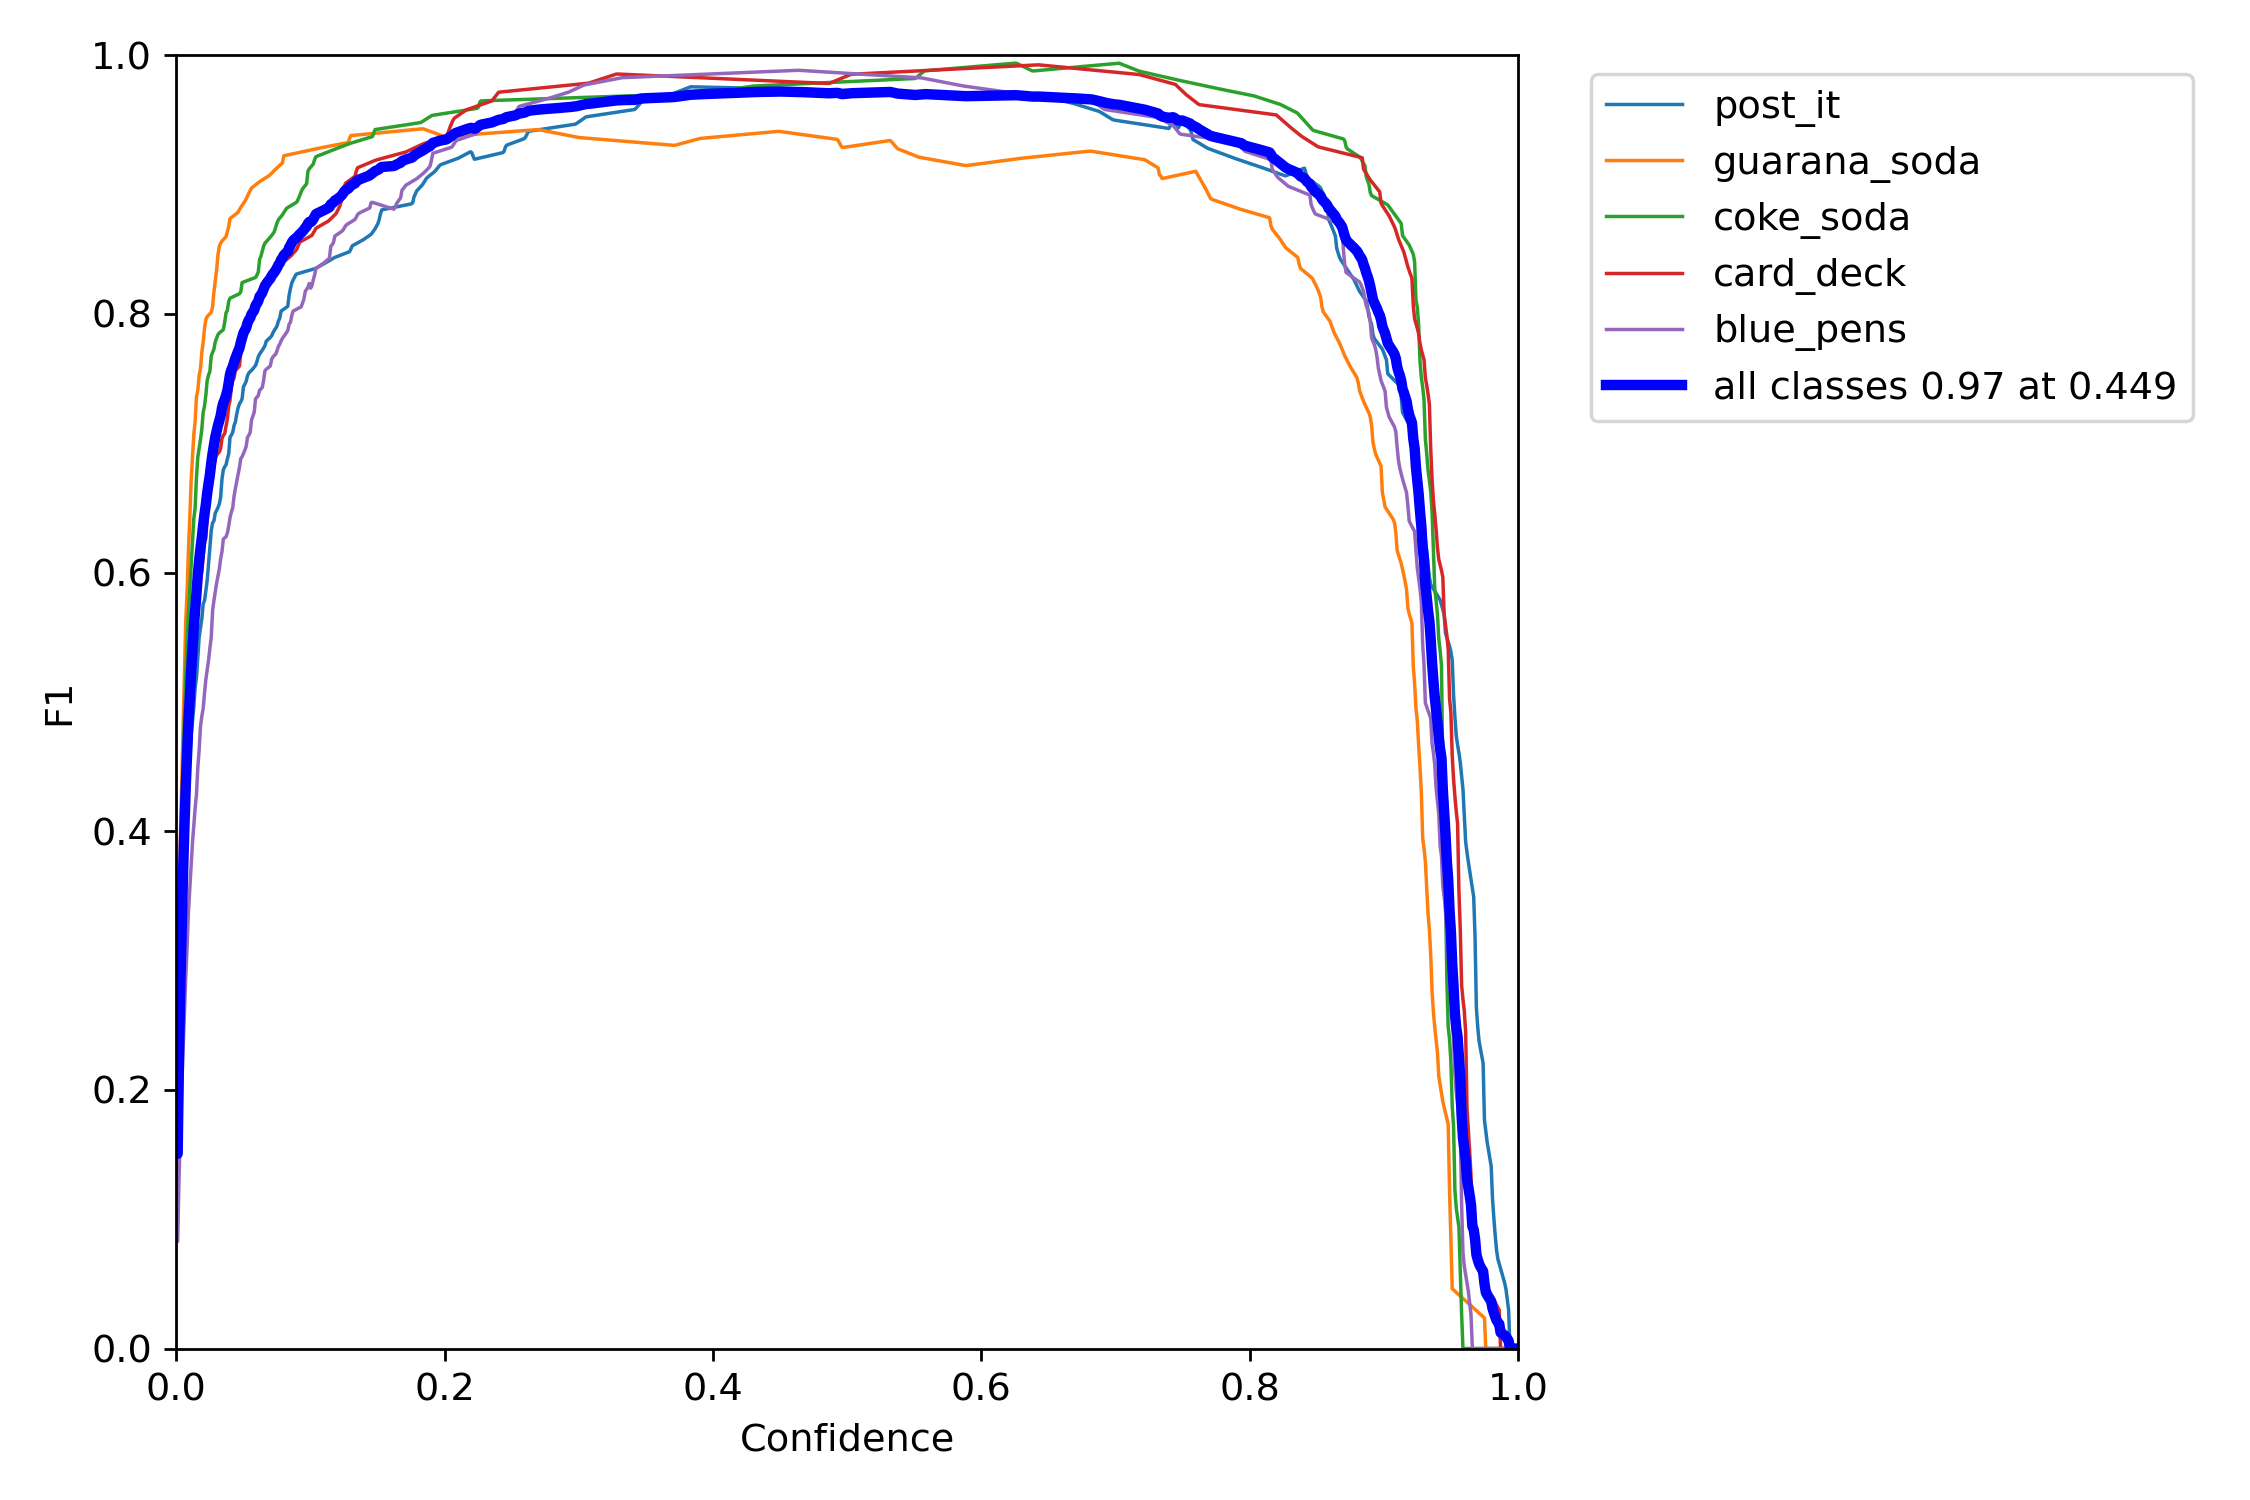 1.0
0.8
0.6
0.4
0.2
0.0
F1
0.0 0.2 0.4 0.6 0.8 1.0
Confidence
post_it
guarana_soda
coke_soda
card_deck
blue_pens
all classes 0.97 at 0.449